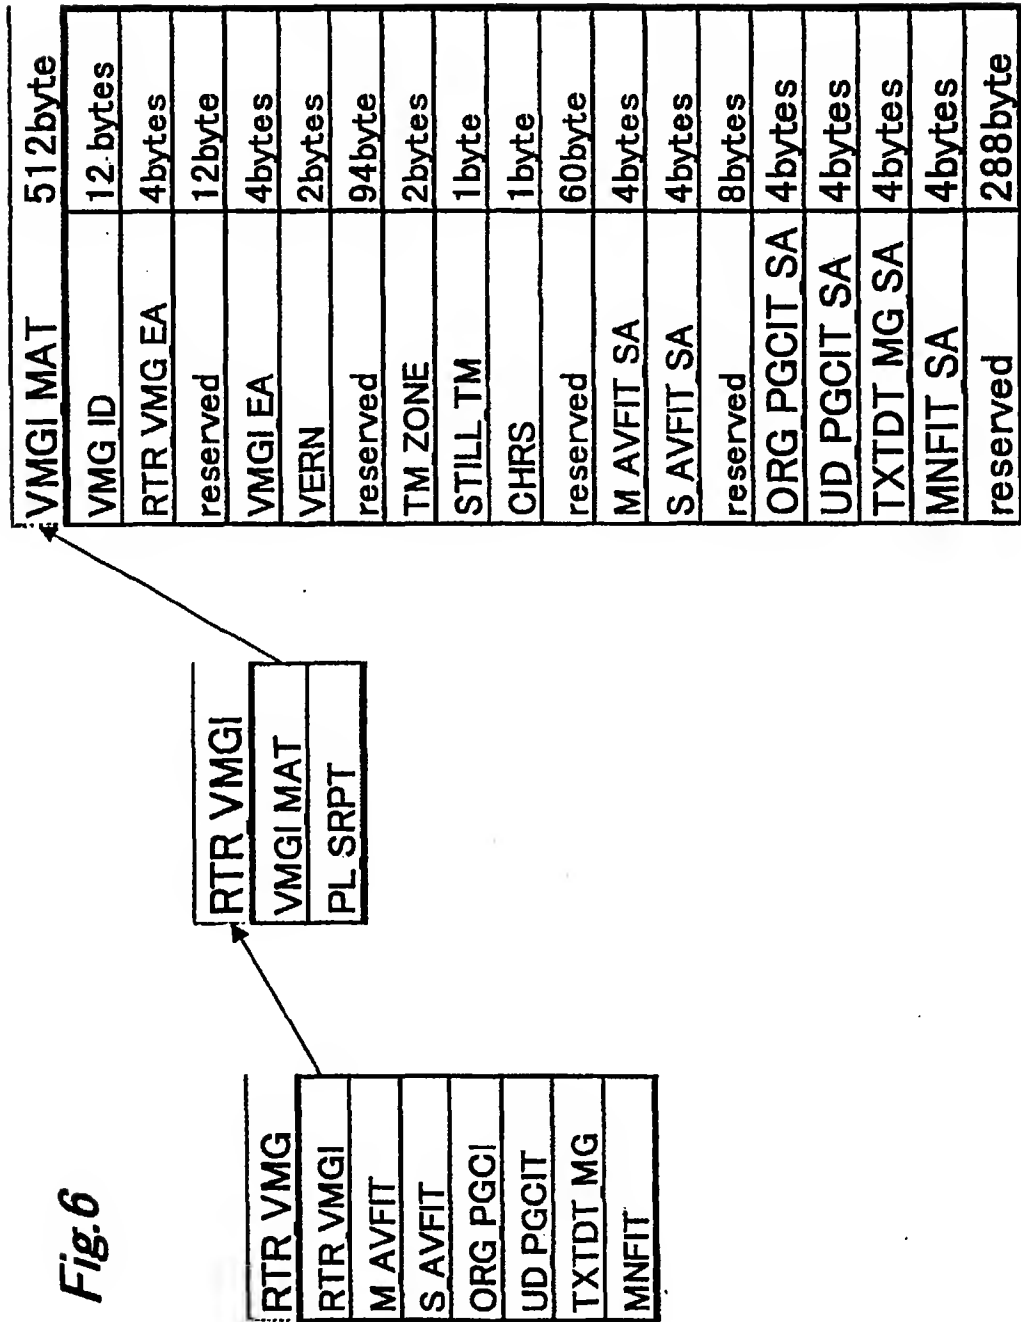 Fig.6
RTR VMG
RTR VMGI
M AVFIT
S AVFIT
ORG PGCI
UD PGCIT
TXTDT MG
MNFIT
RTR VMGI
VMGI MAT
PL SRPT
VMGI MAT 512byte
VMG ID 12 bytes
RTR VMG EA 4bytes
reserved 12byte
VMGI EA 4bytes
VERN 2bytes
reserved 94byte
TM ZONE 2bytes
STILL TM 1byte
CHRS 1byte
reserved 60byte
M AVFIT SA 4bytes
S AVFIT SA 4bytes
reserved 8bytes
ORG PGCIT SA 4bytes
UD PGCIT SA 4bytes
TXTDT MG SA 4bytes
MNFIT SA 4bytes
reserved 288byte